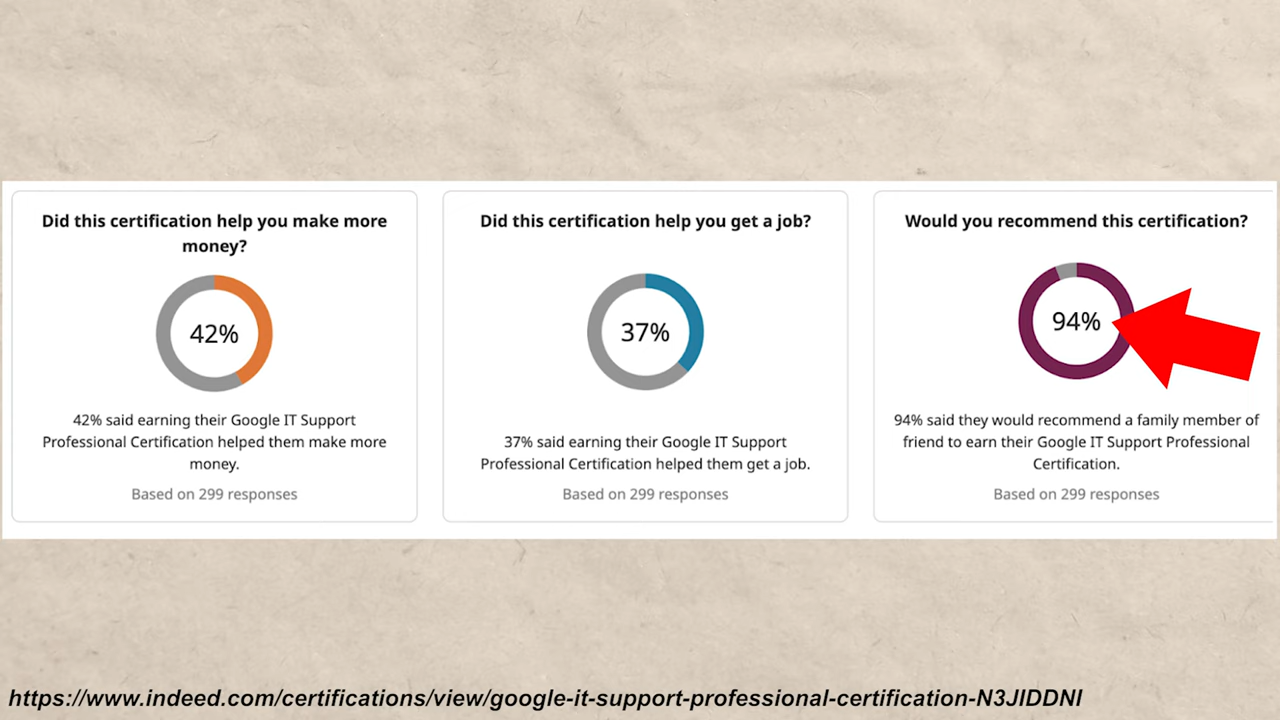 Did this certification help you make more
money?
42%
42% said earning their Google IT Support
Professional Certification helped them make more
money.
Based on 299 responses
Did this certification help you get a job?
37%
37% said earning their Google IT Support
Professional Certification helped them get a job.
Based on 299 responses
Would you recommend this certification?
94%
94% said they would recommend a family member of
friend to earn their Google IT Support Professional
Certification.
Based on 299 responses
https://www.indeed.com/certifications/view/google-it-support-professional-certification-N3JIDDNI